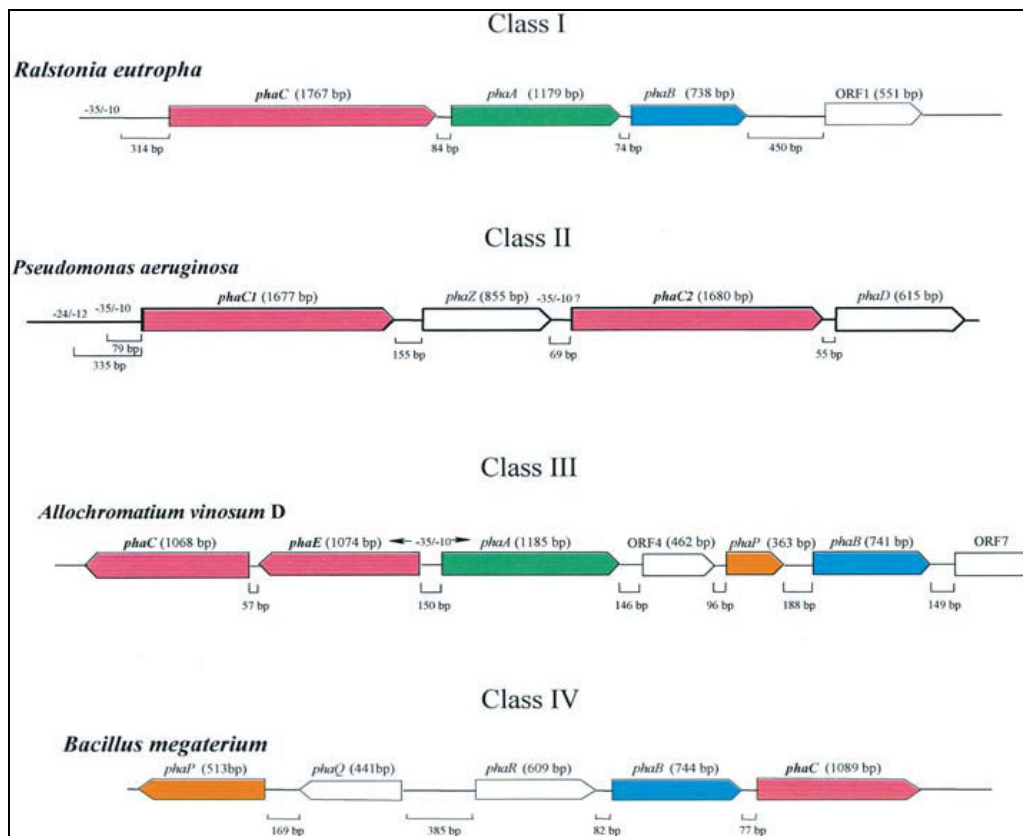 Class I
Ralstonia eutropha
phaC (1767 bp) phaA (1179 bp) phaB (738 bp) ORF1 (551 bp)
-35/-10
314 bp 84 bp 74 bp 450 bp
Class II
Pseudomonas aeruginosa
phaC1 (1677 bp) phaZ (855 bp) -35/-10 ? phaC2 (1680 bp) phaD (615 bp)
-24/-12 -35/-10
79 bp 155 bp 69 bp 55 bp
335 bp
Class III
Allochromatium vinosum D
phaC (1068 bp) phaE (1074 bp) -35/-10 phaA (1185 bp) ORF4 (462 bp) phaP (363 bp) phaB (741 bp) ORF7
57 bp 150 bp 146 bp 96 bp 188 bp 149 bp
Class IV
Bacillus megaterium
phaP (513bp) phaQ (441bp) phaR (609 bp) phaB (744 bp) phaC (1089 bp)
169 bp 385 bp 82 bp 77 bp